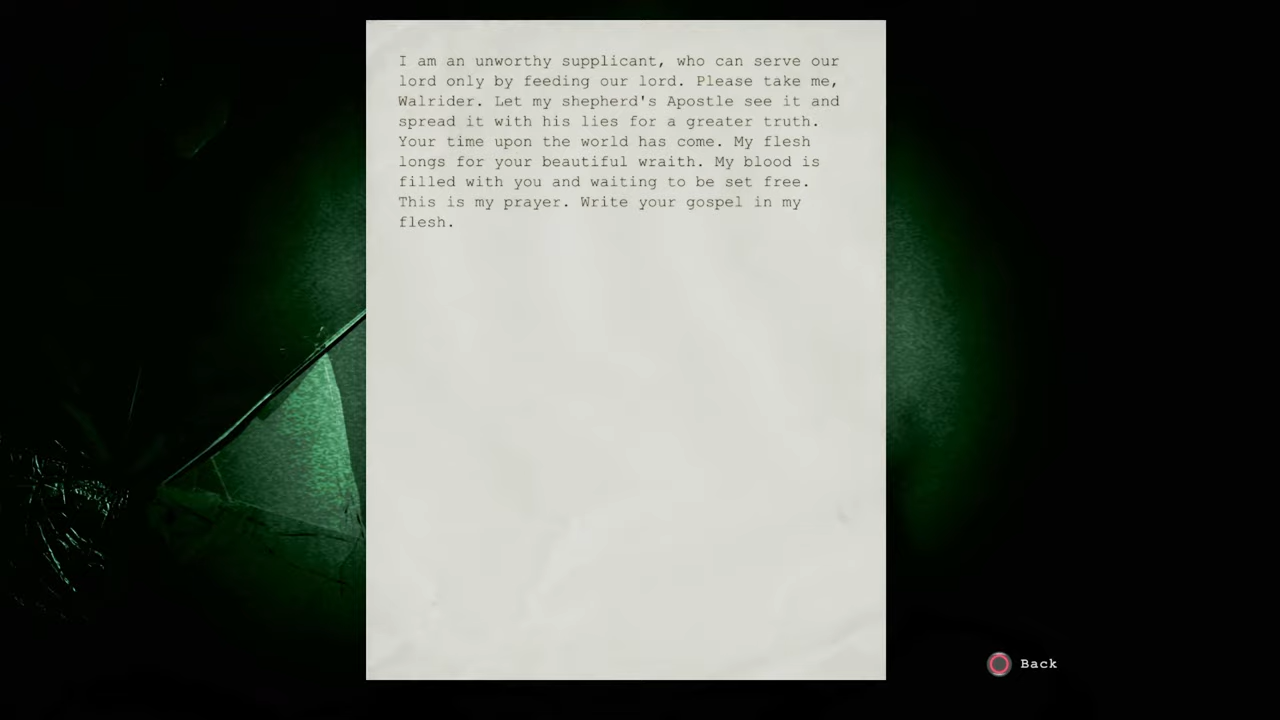 I am an unworthy supplicant, who can serve our
lord only by feeding our lord. Please take me,
Walrider. Let my shepherd's Apostle see it and
spread it with his lies for a greater truth.
Your time upon the world has come. My flesh
longs for your beautiful wraith. My blood is
filled with you and waiting to be set free.
This is my prayer. Write your gospel in my
flesh.
Back